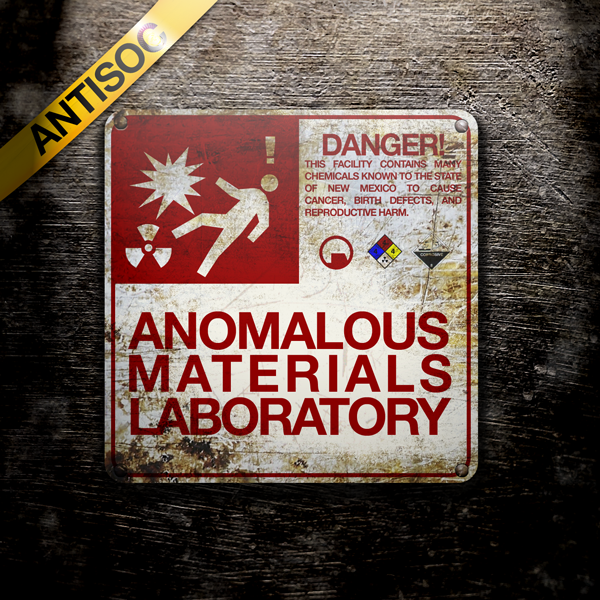 ANTISOC
DANGER!
THIS FACILITY CONTAINS MANY
CHEMICALS KNOWN TO THE STATE
OF NEW MEXICO TO CAUSE
CANCER, BIRTH DEFECTS, AND
REPRODUCTIVE HARM.
ANOMALOUS
MATERIALS
LABORATORY